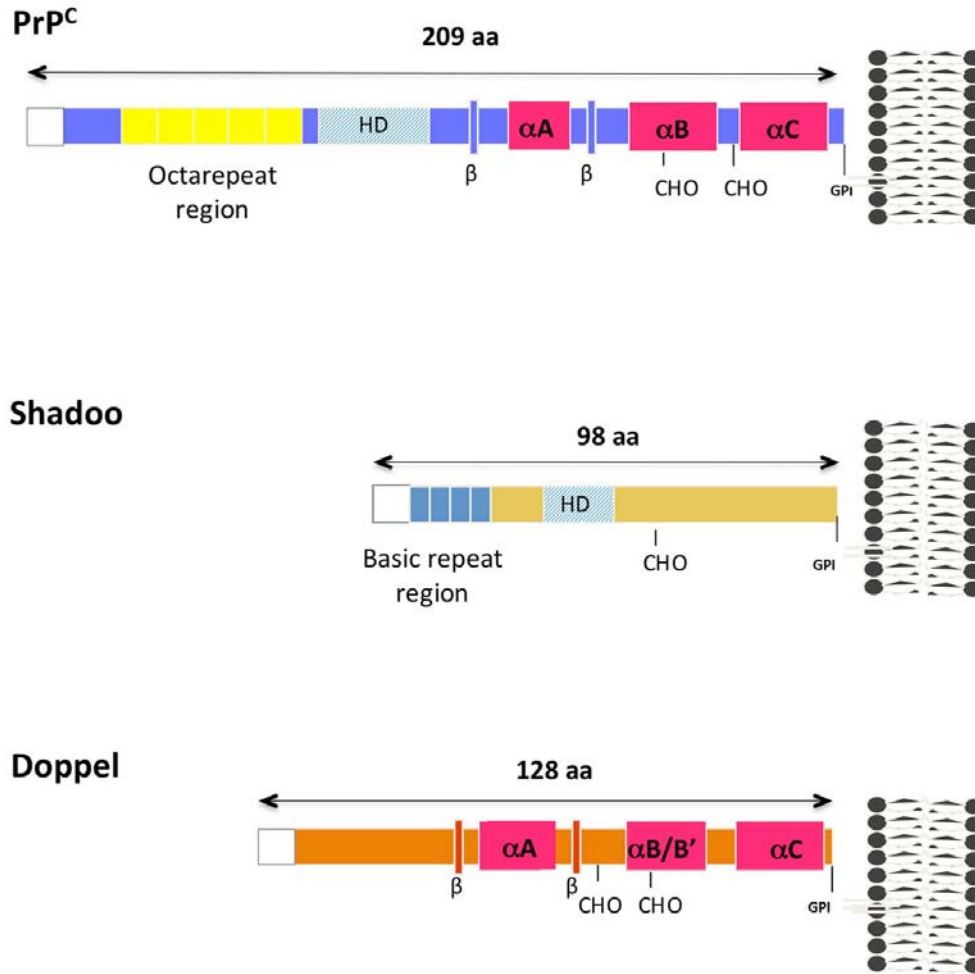 PrPC
209 aa
HD αA αB αC
Octarepeat
region
β β CHO CHO GPI
Shadoo
98 aa
HD
Basic repeat
region
CHO GPI
Doppel
128 aa
αA αB/B’ αC
β β CHO CHO GPI